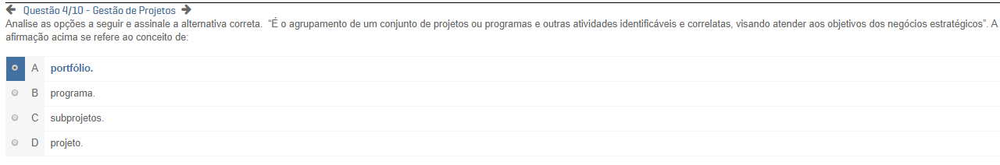 Questão 4/10 - Gestão de Projetos
Analise as opções a seguir e assinale a alternativa correta.  “É o agrupamento de um conjunto de projetos ou programas e outras atividades identificáveis e correlatas, visando atender aos objetivos dos negócios estratégicos”. A
afirmação acima se refere ao conceito de:
A portfólio.
B programa.
C subprojetos.
D projeto.